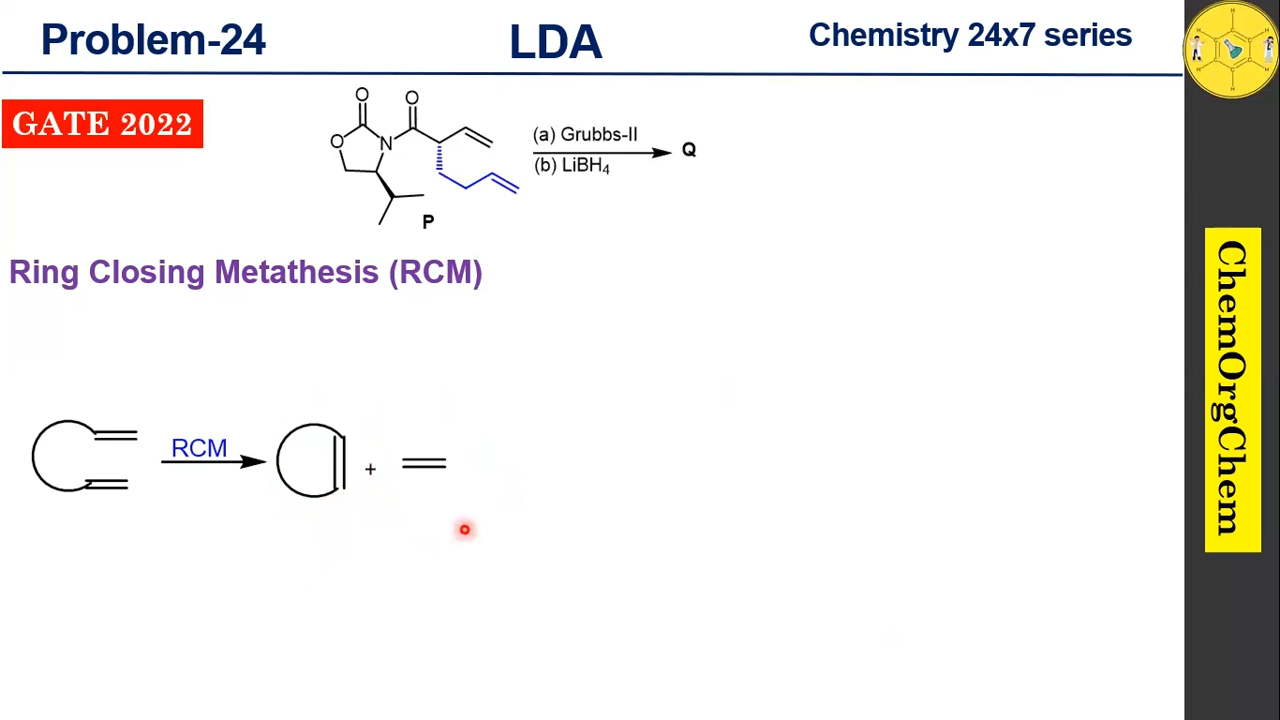 Problem-24
LDA
Chemistry 24x7 series
GATE 2022
O
O
O
N
P
(a) Grubbs-II
(b) LiBH₄
Q
Ring Closing Metathesis (RCM)
RCM
+
ChemOrgChem